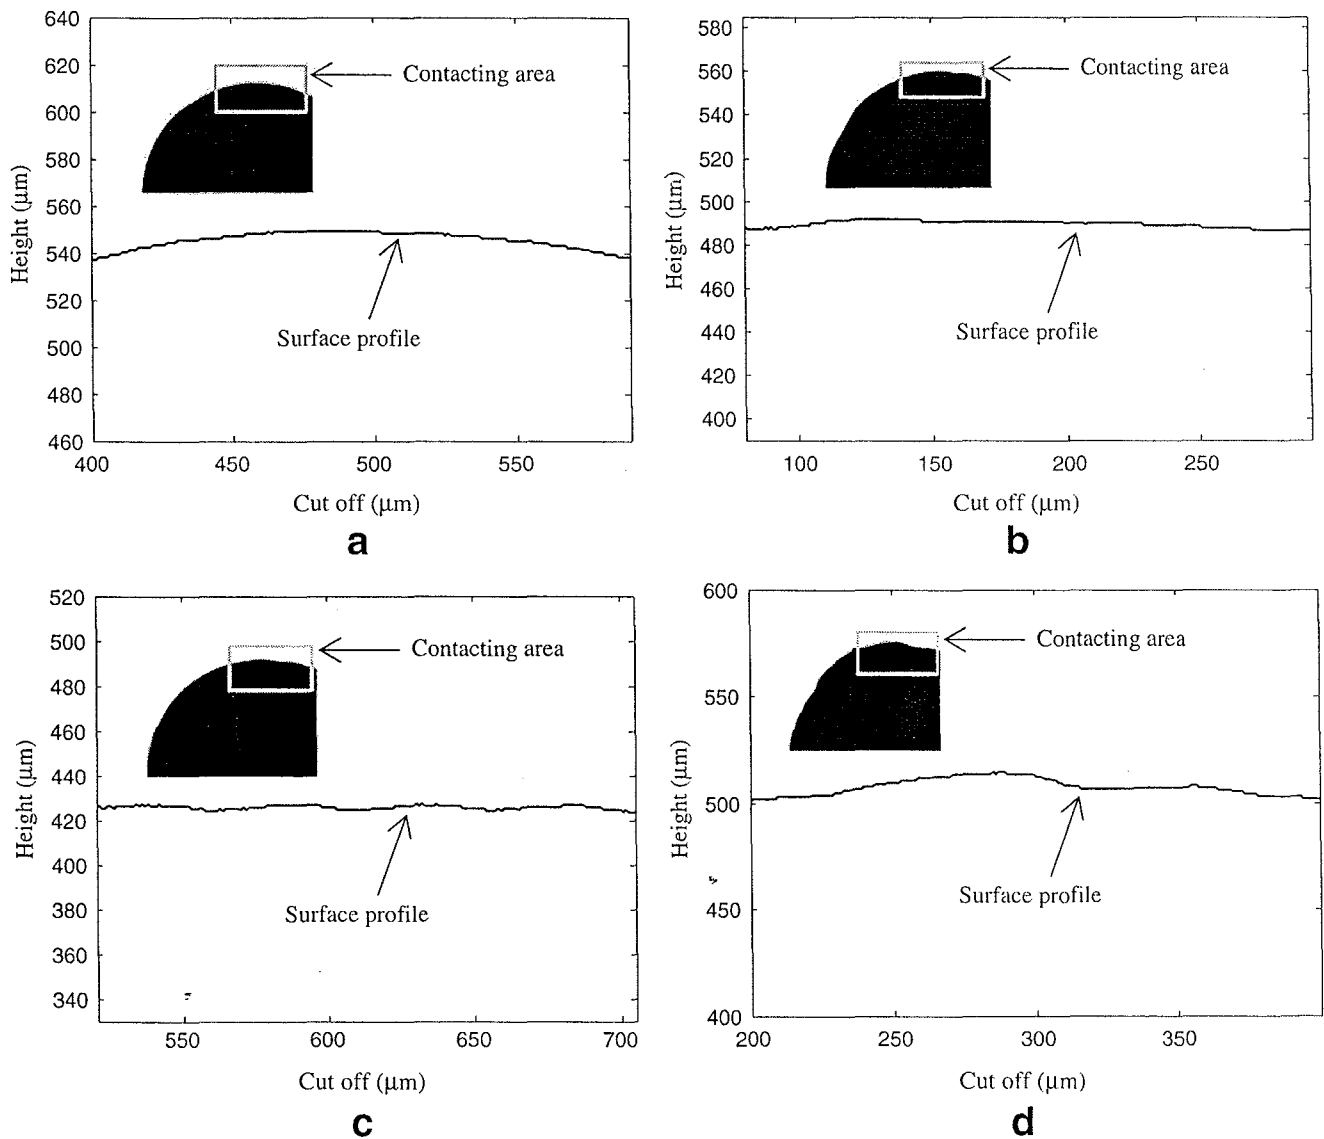 640
620
600
580
560
540
520
500
480
460
400
450
500
550
Height (μm)
Cut off (μm)
Contacting area
Surface profile
a
580
560
540
520
500
480
460
440
420
400
100
150
200
250
Height (μm)
Cut off (μm)
Contacting area
Surface profile
b
520
500
480
460
440
420
400
380
360
340
550
600
650
700
Height (μm)
Cut off (μm)
Contacting area
Surface profile
c
600
550
500
450
400
200
250
300
350
Height (μm)
Cut off (μm)
Contacting area
Surface profile
d